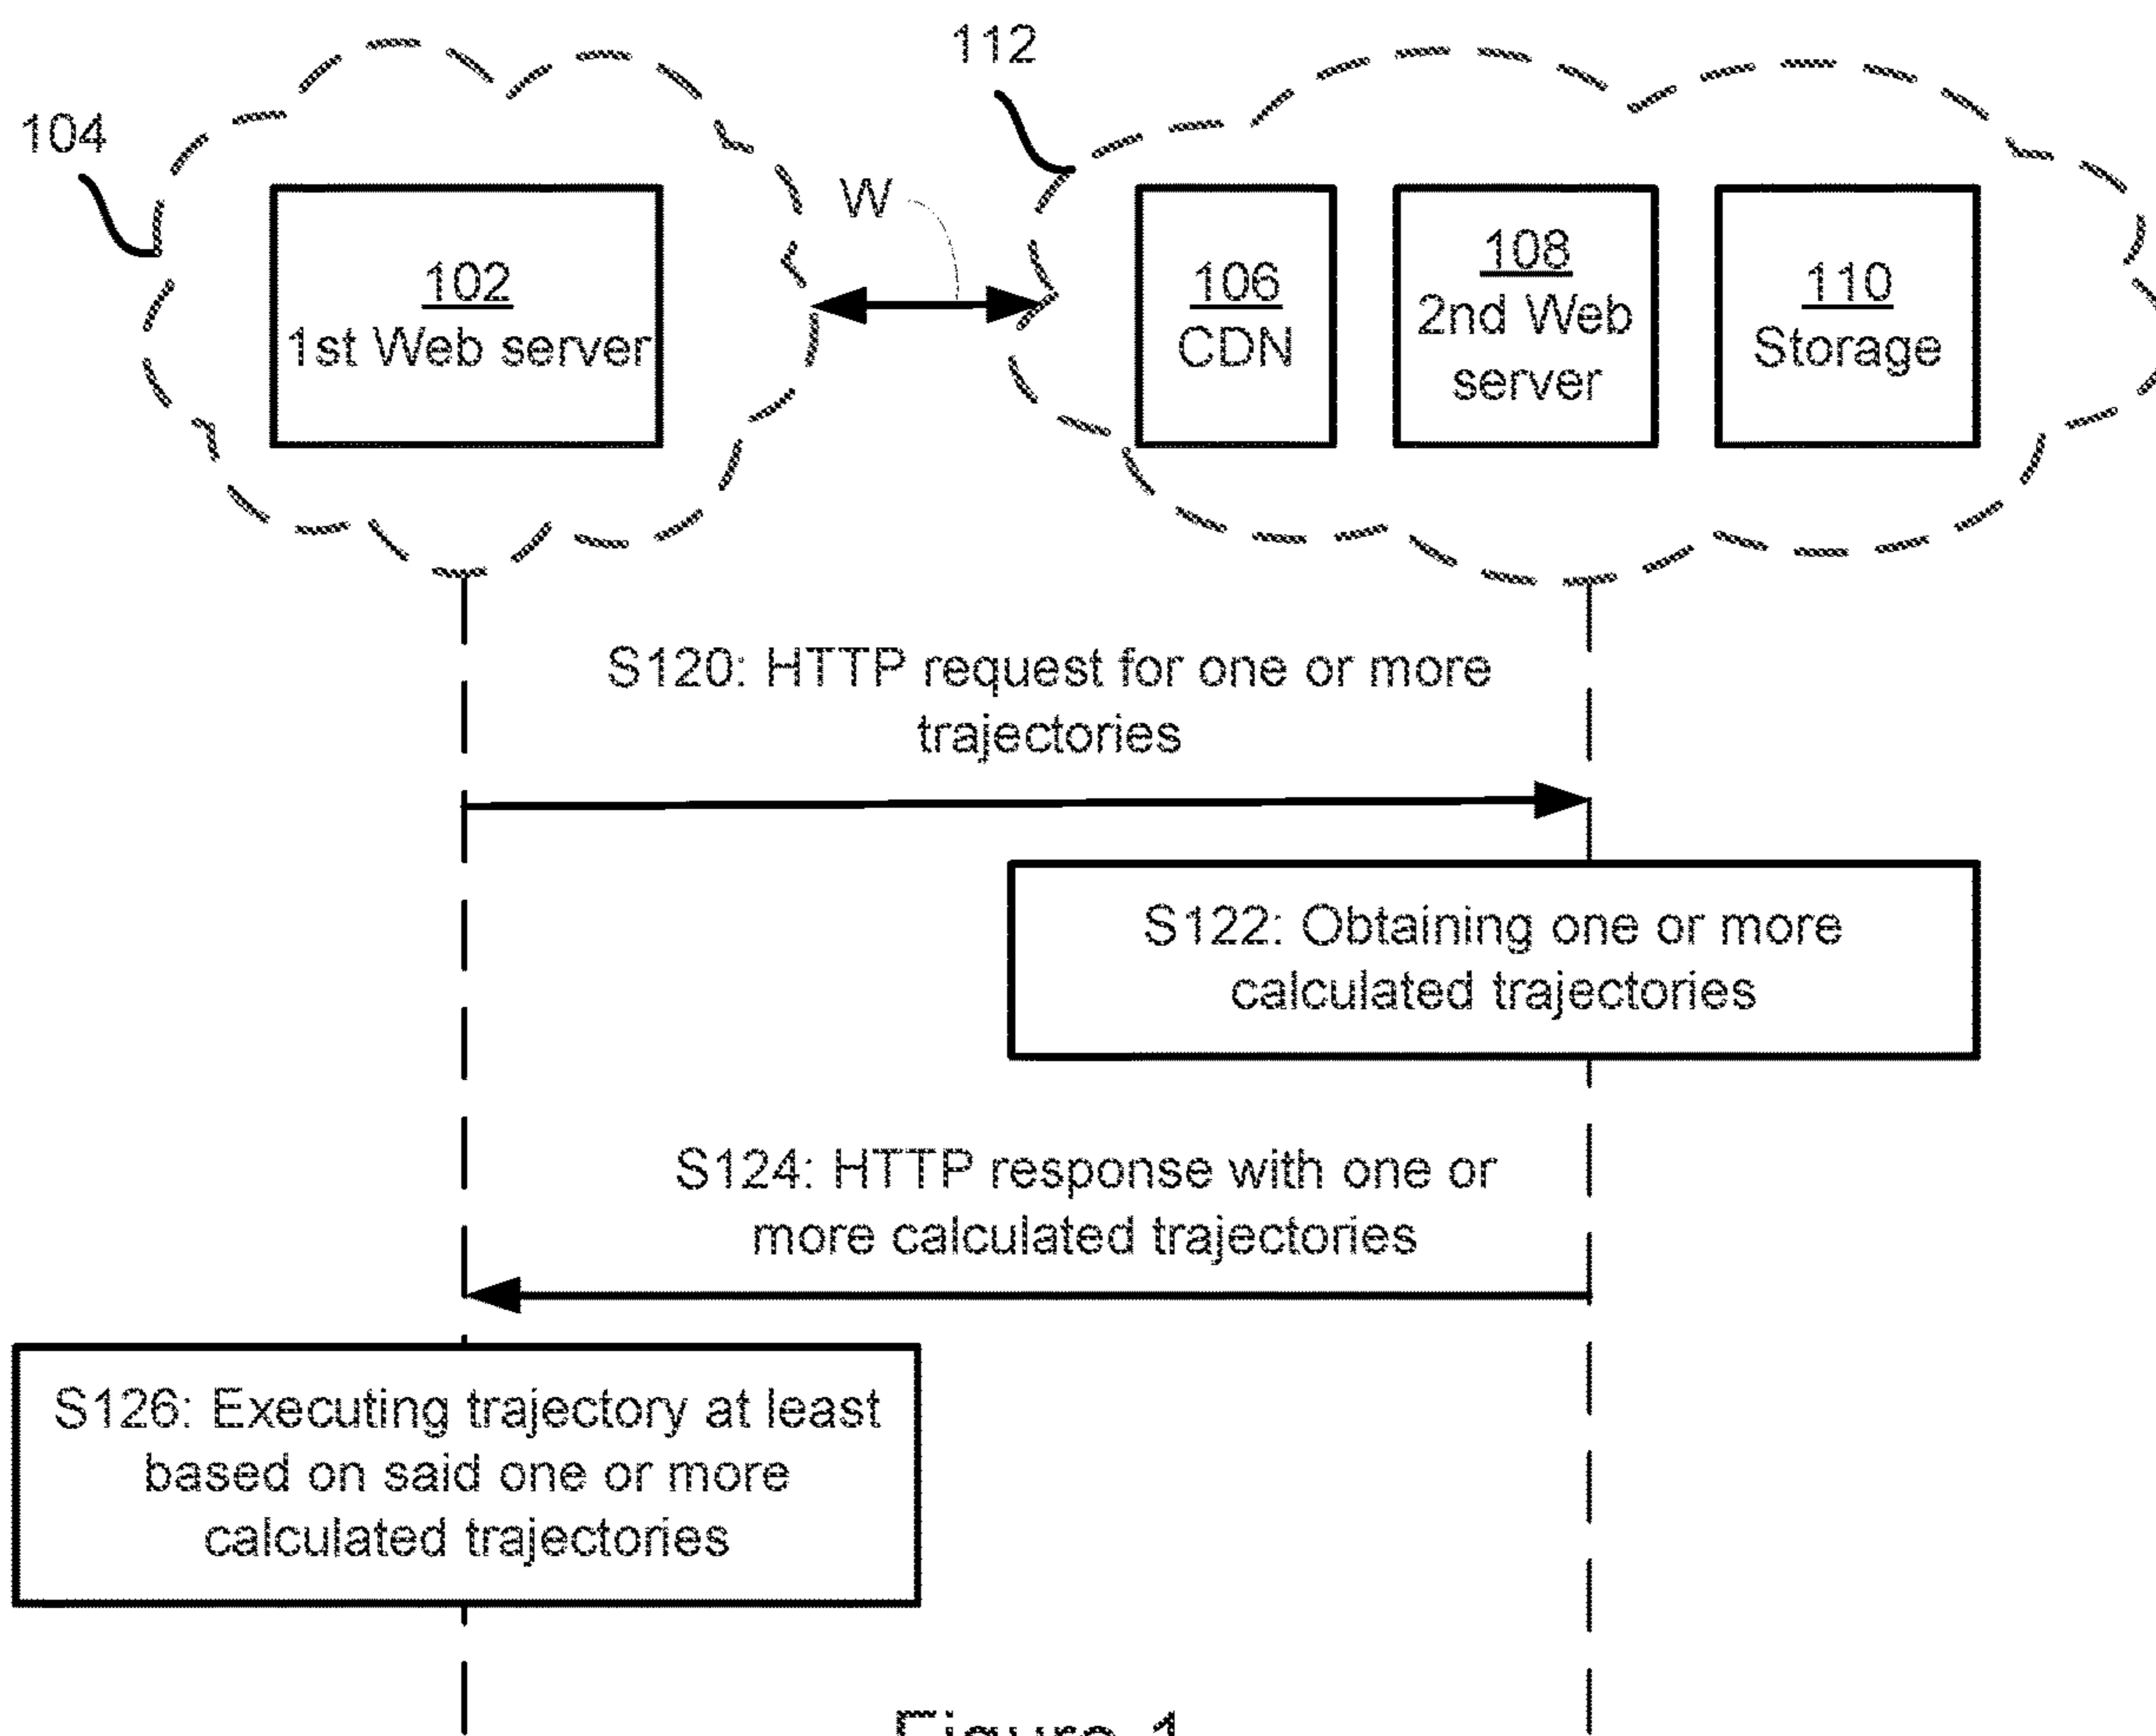 112
104
W
102
1st Web server
106
CDN
108
2nd Web
server
110
Storage
S120: HTTP request for one or more
trajectories
S122: Obtaining one or more
calculated trajectories
S124: HTTP response with one or
more calculated trajectories
S126: Executing trajectory at least
based on said one or more
calculated trajectories
Figure 1